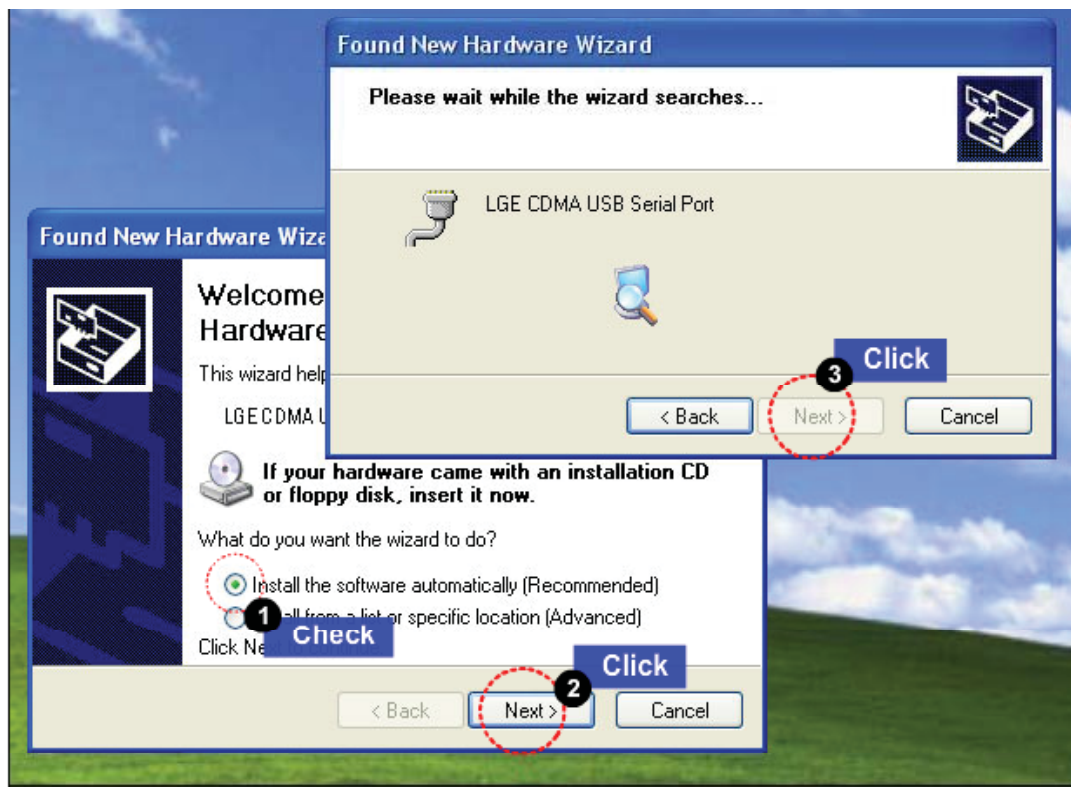 Found New Hardware Wizard
Please wait while the wizard searches...
LGE CDMA USB Serial Port
3
Click
< Back
Next >
Cancel
Found New Hardware Wiza
Welcome
Hardware
This wizard help
LGE CDMA U
If your hardware came with an installation CD
or floppy disk, insert it now.
What do you want the wizard to do?
Install the software automatically (Recommended)
1
from a list or specific location (Advanced)
Check
Click Ne
2
Click
< Back
Next >
Cancel